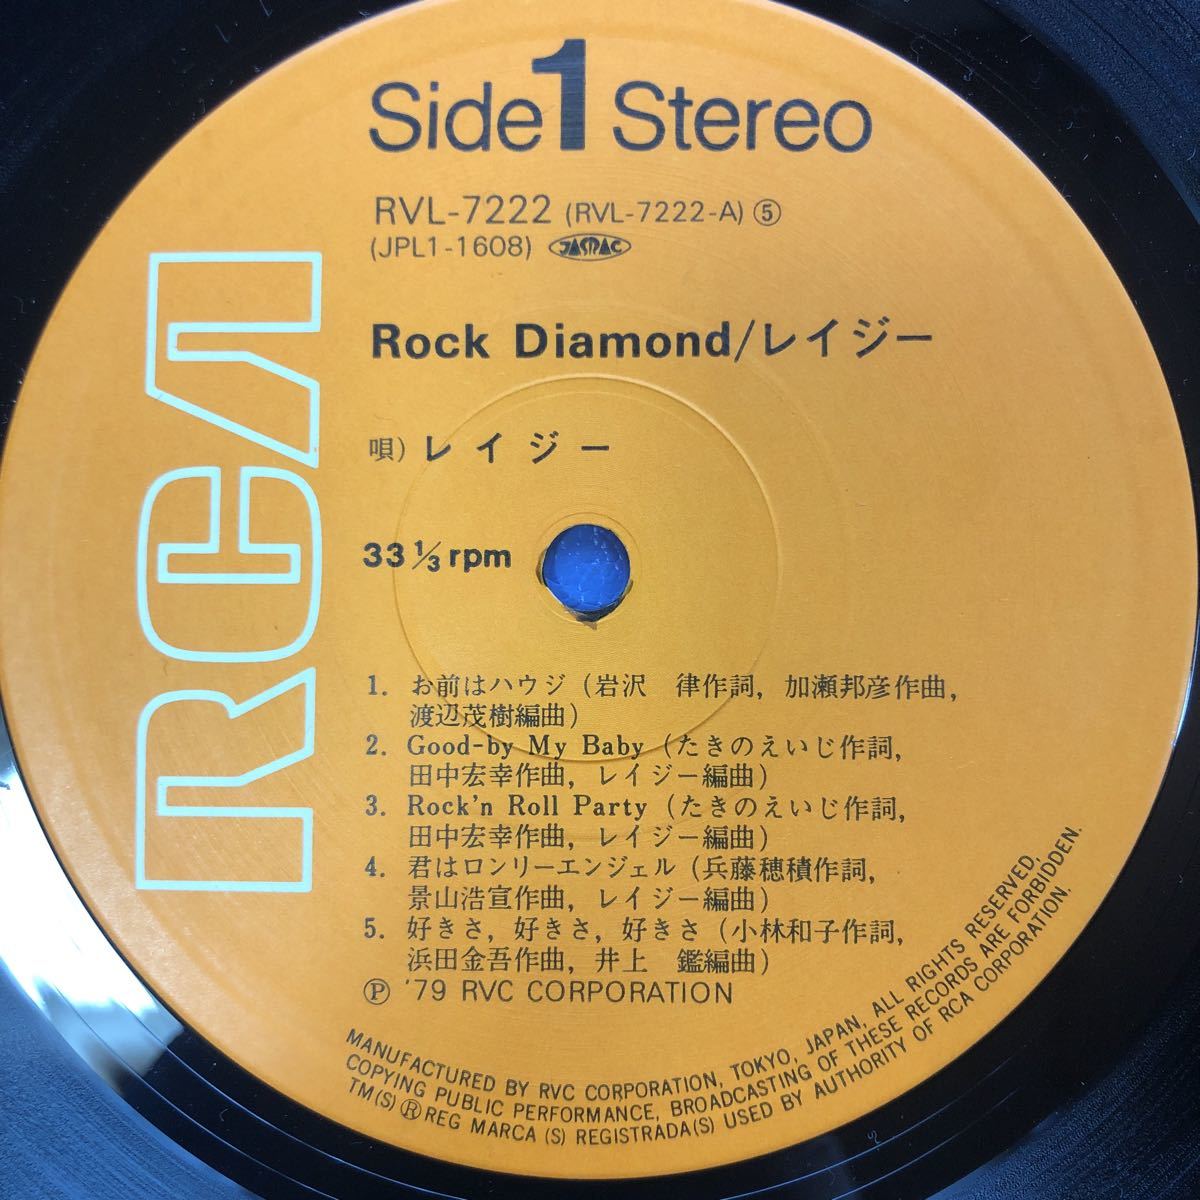 Side 1 Stereo
RVL-7222 (RVL-7222-A) ⑤
(JPL1-1608) JASRAC
Rock Diamond/レイジー
唄) レイジー
33 1/3 rpm
RCA
1. お前はハウジ (岩沢 律作詞, 加瀬邦彦作曲,
渡辺茂樹編曲)
2. Good-by My Baby (たきのえいじ作詞,
田中宏幸作曲, レイジー編曲)
3. Rock'n Roll Party (たきのえいじ作詞,
田中宏幸作曲, レイジー編曲)
4. 君はロンリーエンジェル (兵藤穂積作詞,
景山浩宣作曲, レイジー編曲)
5. 好きさ, 好きさ, 好きさ (小林和子作詞,
浜田金吾作曲, 井上 鑑編曲)
Ⓟ '79 RVC CORPORATION
MANUFACTURED BY RVC CORPORATION, TOKYO, JAPAN, ALL RIGHTS RESERVED,
COPYING PUBLIC PERFORMANCE, BROADCASTING OF THESE RECORDS ARE FORBIDDEN.
TM(S) ® REG MARCA (S) REGISTRADA(S) USED BY AUTHORITY OF RCA CORPORATION.